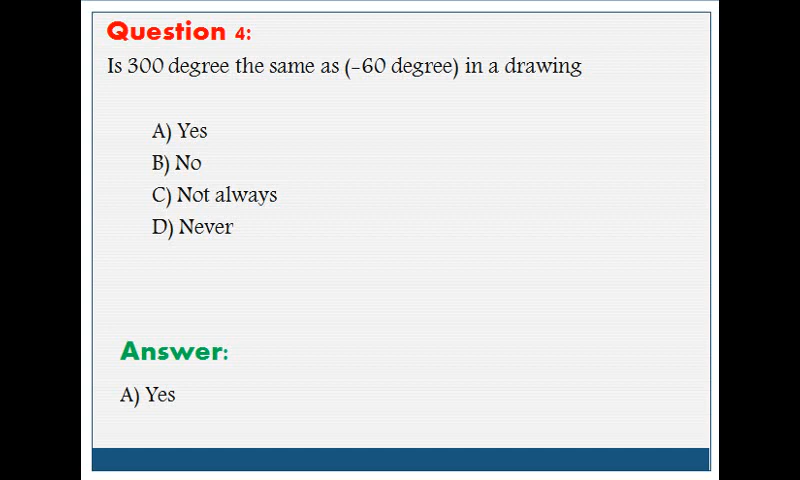 Question 4:
Is 300 degree the same as (-60 degree) in a drawing
A) Yes
B) No
C) Not always
D) Never
Answer:
A) Yes